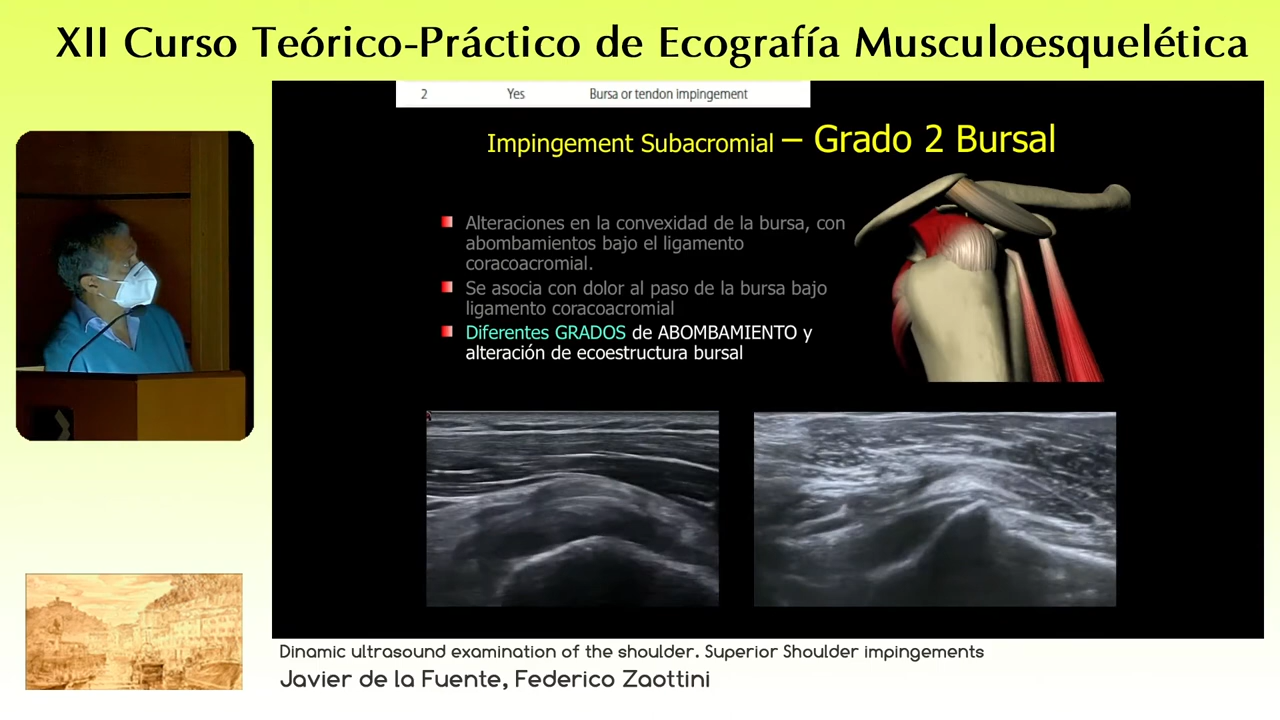 XII Curso Teórico-Práctico de Ecografía Musculoesquelética
2 Yes Bursa or tendon impingement
Impingement Subacromial – Grado 2 Bursal
Alteraciones en la convexidad de la bursa, con
abombamientos bajo el ligamento
coracoacromial.
Se asocia con dolor al paso de la bursa bajo
ligamento coracoacromial
Diferentes GRADOS de ABOMBAMIENTO y
alteración de ecoestructura bursal
Dinamic ultrasound examination of the shoulder. Superior Shoulder impingements
Javier de la Fuente, Federico Zaottini